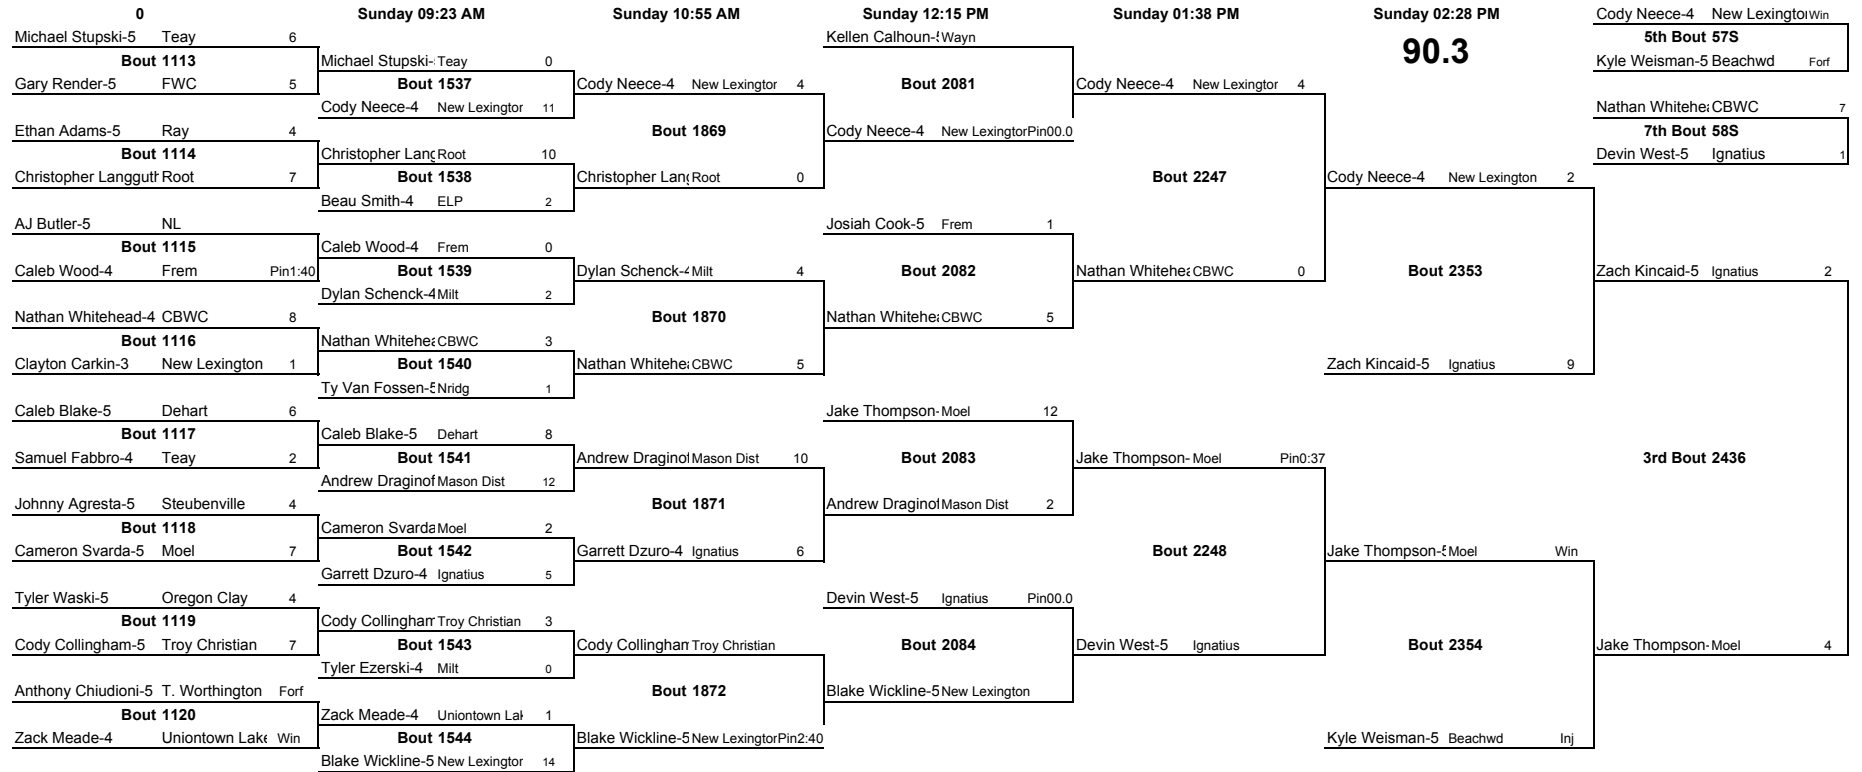 0 Sunday 09:23 AM Sunday 10:55 AM Sunday 12:15 PM Sunday 01:38 PM Sunday 02:28 PM Cody Neece-4 New Lexingto Win
Michael Stupski-5 Teay 6 Kellen Calhoun- Wayn 90.3 5th Bout 57S
Bout 1113 Michael Stupski- Teay 0 Kyle Weisman-5 Beachwd Forf
Gary Render-5 FWC 5 Bout 1537 Cody Neece-4 New Lexington 4 Bout 2081 Cody Neece-4 New Lexington 4
Cody Neece-4 New Lexingtor 11 Nathan Whitehea CBWC 7
Ethan Adams-5 Ray 4 Bout 1869 Cody Neece-4 New Lexington Pin00.0 7th Bout 58S
Bout 1114 Christopher Lang Root 10 Devin West-5 Ignatius 1
Christopher Langguth Root 7 Bout 1538 Christopher Lang Root 0 Bout 2247 Cody Neece-4 New Lexington 2
Beau Smith-4 ELP 2
AJ Butler-5 NL Josiah Cook-5 Frem 1
Bout 1115 Caleb Wood-4 Frem 0
Caleb Wood-4 Frem Pin1:40 Bout 1539 Dylan Schenck-4 Milt 4 Bout 2082 Nathan Whitehea CBWC 0 Bout 2353 Zach Kincaid-5 Ignatius 2
Dylan Schenck-4 Milt 2
Nathan Whitehead-4 CBWC 8 Bout 1870 Nathan Whitehea CBWC 5
Bout 1116 Nathan Whitehea CBWC 3
Clayton Carkin-3 New Lexington 1 Bout 1540 Nathan Whitehea CBWC 5 Zach Kincaid-5 Ignatius 9
Ty Van Fossen-5 Nridg 1
Caleb Blake-5 Dehart 6 Jake Thompson- Moel 12
Bout 1117 Caleb Blake-5 Dehart 8
Samuel Fabbro-4 Teay 2 Bout 1541 Andrew Draginof Mason Dist 10 Bout 2083 Jake Thompson- Moel Pin0:37 3rd Bout 2436
Andrew Draginof Mason Dist 12
Johnny Agresta-5 Steubenville 4 Bout 1871 Andrew Draginof Mason Dist 2
Bout 1118 Cameron Svarda Moel 2
Cameron Svarda-5 Moel 7 Bout 1542 Garrett Dzuro-4 Ignatius 6 Bout 2248 Jake Thompson-5 Moel Win
Garrett Dzuro-4 Ignatius 5
Tyler Waski-5 Oregon Clay 4 Devin West-5 Ignatius Pin00.0
Bout 1119 Cody Collingham Troy Christian 3
Cody Collingham-5 Troy Christian 7 Bout 1543 Cody Collingham Troy Christian Bout 2084 Devin West-5 Ignatius Bout 2354 Jake Thompson- Moel 4
Tyler Ezerski-4 Milt 0
Anthony Chiudioni-5 T. Worthington Forf Bout 1872 Blake Wickline-5 New Lexington
Bout 1120 Zack Meade-4 Uniontown Lak 1
Zack Meade-4 Uniontown Lake Win Bout 1544 Blake Wickline-5 New Lexington Pin2:40 Kyle Weisman-5 Beachwd Inj
Blake Wickline-5 New Lexingtor 14